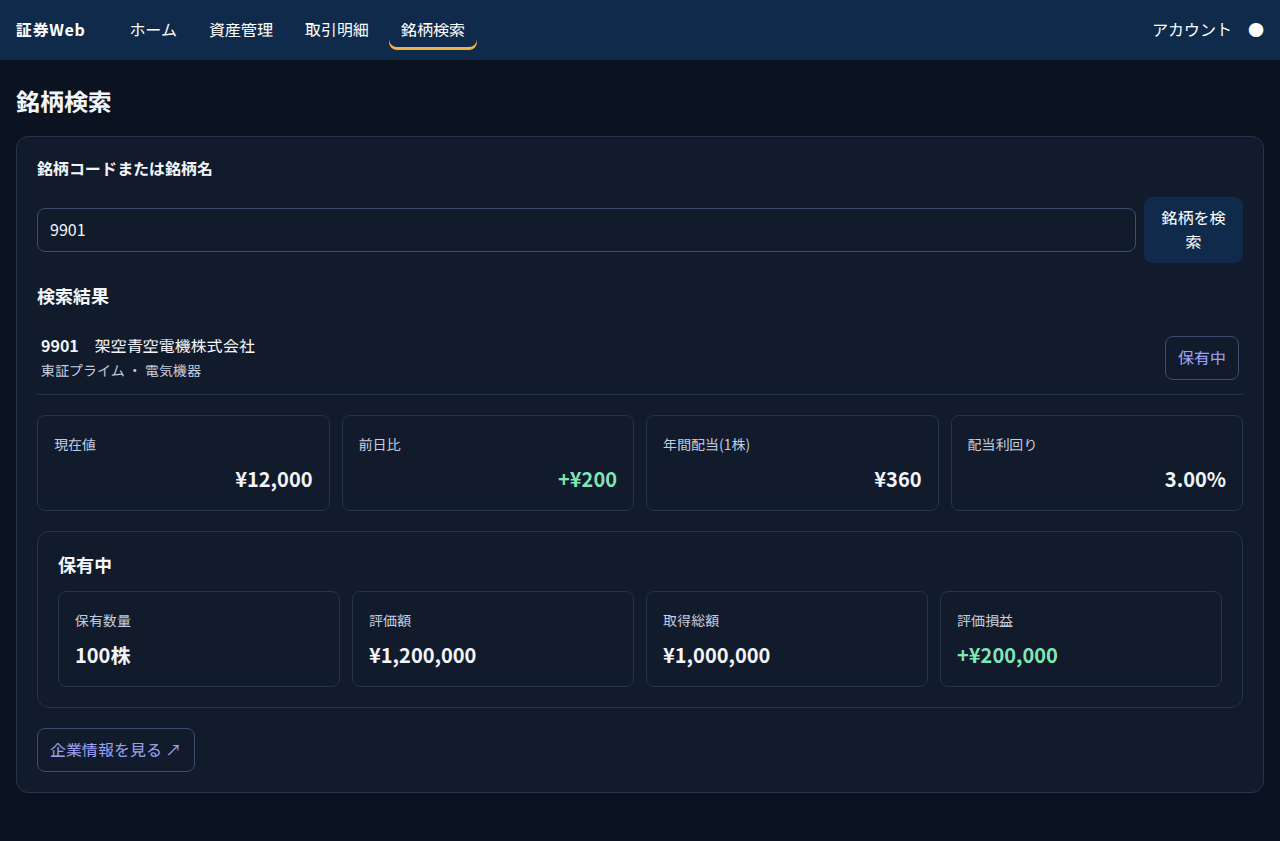 証券Web ホーム 資産管理 取引明細 銘柄検索 アカウント
銘柄検索
銘柄コードまたは銘柄名
9901
銘柄を検
索
検索結果
9901 架空青空電機株式会社
東証プライム ・ 電気機器
保有中
現在値
¥12,000
前日比
+¥200
年間配当(1株)
¥360
配当利回り
3.00%
保有中
保有数量
100株
評価額
¥1,200,000
取得総額
¥1,000,000
評価損益
+¥200,000
企業情報を見る ↗